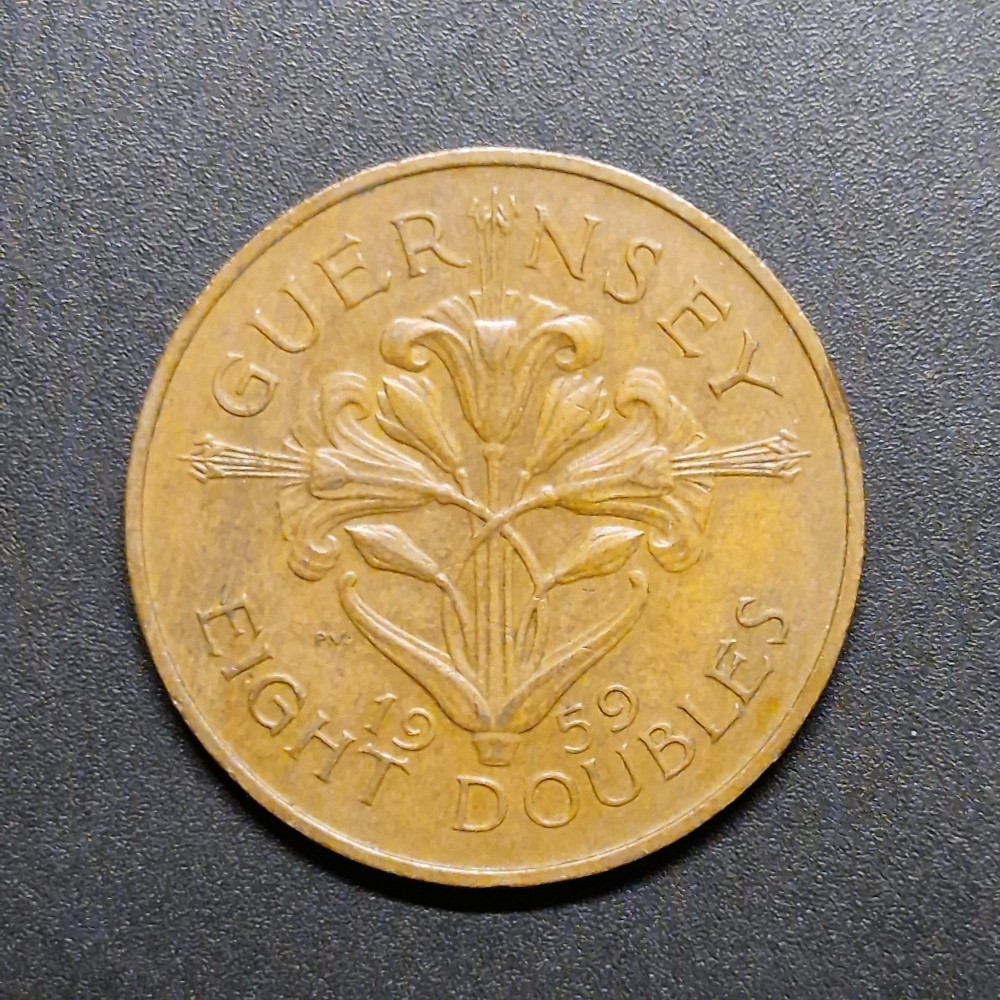 GUERNSEY
PV
1959
EIGHT DOUBLES